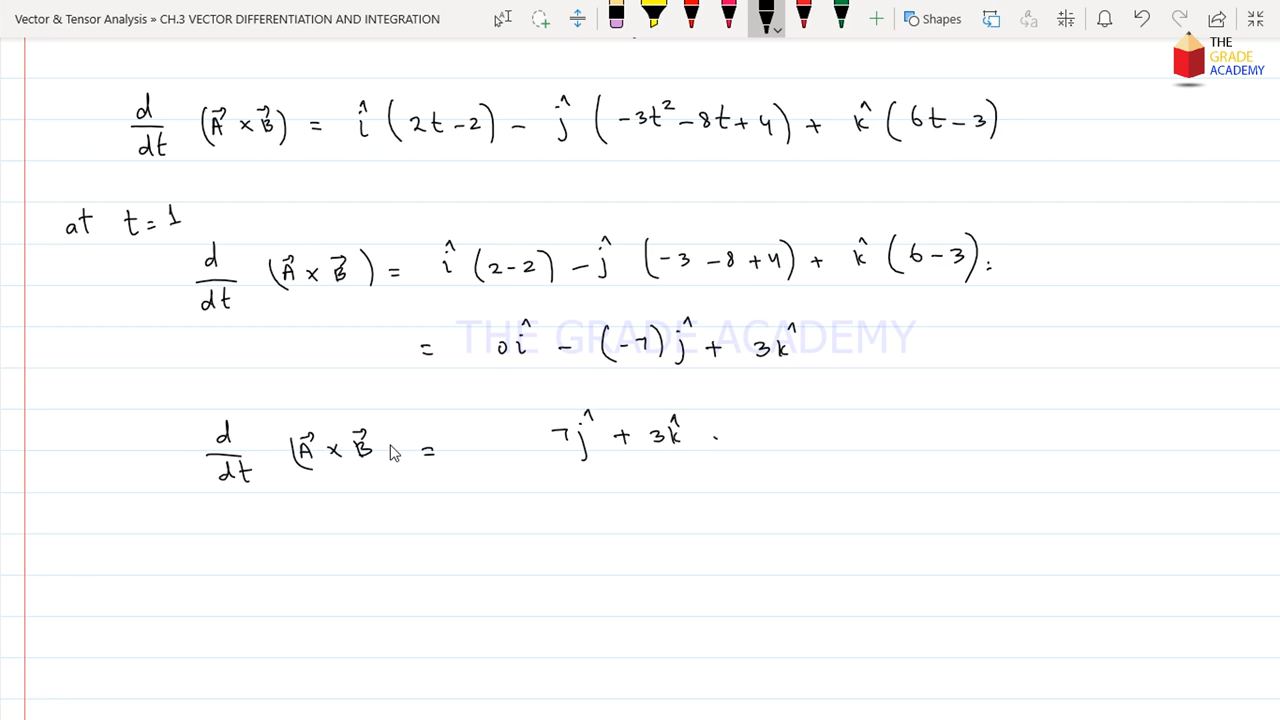 Vector & Tensor Analysis » CH.3 VECTOR DIFFERENTIATION AND INTEGRATION Shapes
THE GRADE ACADEMY
d/dt (A⃗ × B⃗) = î (2t-2) - ĵ (-3t² - 8t + 4) + k̂ (6t - 3)
at t = 1
d/dt (A⃗ × B⃗) = î (2-2) - ĵ (-3 - 8 + 4) + k̂ (6 - 3) :
THE GRADE ACADEMY
= 0î - (-7)ĵ + 3k̂
d/dt (A⃗ × B⃗ = 7ĵ + 3k̂ .